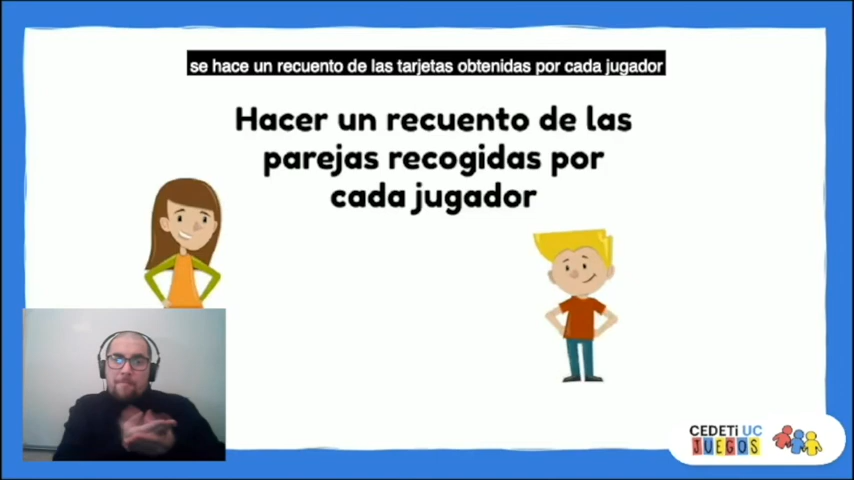 se hace un recuento de las tarjetas obtenidas por cada jugador
Hacer un recuento de las
parejas recogidas por
cada jugador
CEDETi UC
JUEGOS